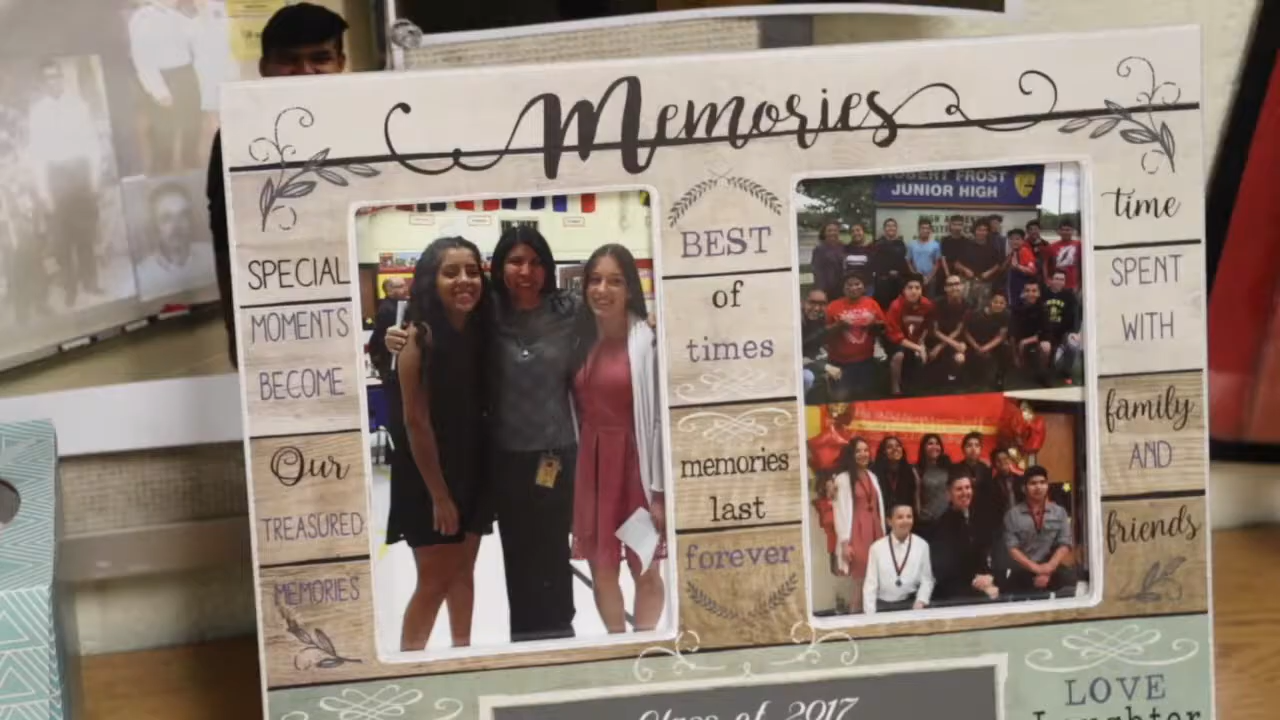 Memories
SPECIAL
MOMENTS
BECOME
Our
TREASURED
MEMORIES
BEST
of
times
memories
last
forever
ROBERT FROST
JUNIOR HIGH
time
SPENT
WITH
family
AND
friends
Class of 2017
LOVE
Laughter